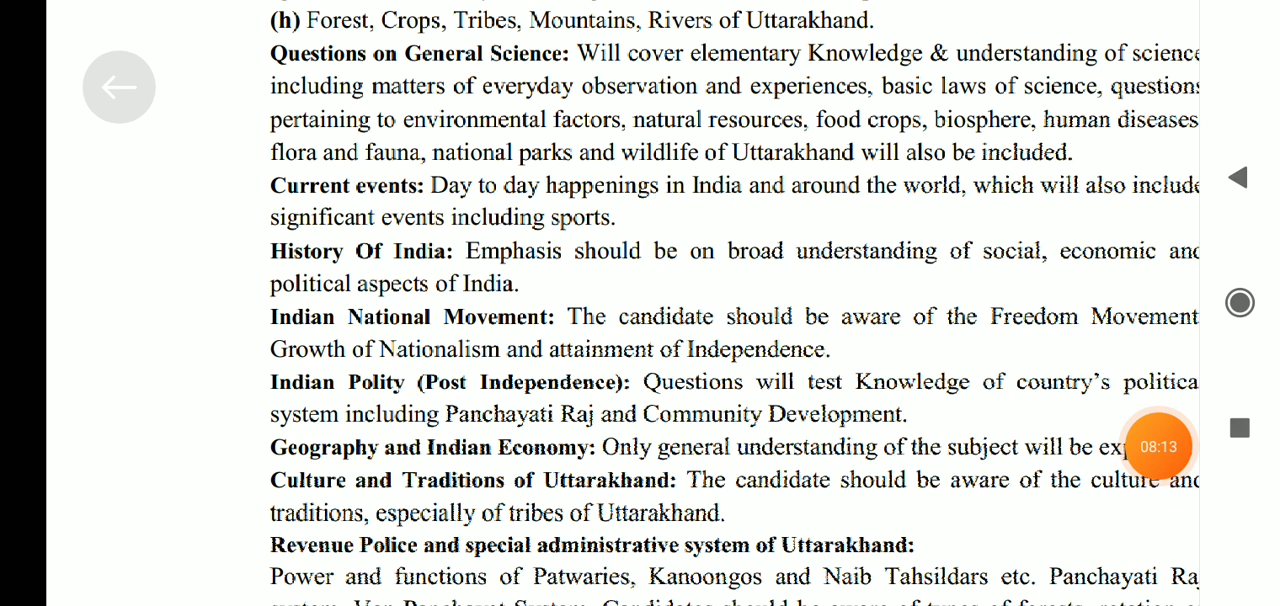 (h) Forest, Crops, Tribes, Mountains, Rivers of Uttarakhand.
Questions on General Science: Will cover elementary Knowledge & understanding of science
including matters of everyday observation and experiences, basic laws of science, questions
pertaining to environmental factors, natural resources, food crops, biosphere, human diseases
flora and fauna, national parks and wildlife of Uttarakhand will also be included.
Current events: Day to day happenings in India and around the world, which will also include
significant events including sports.
History Of India: Emphasis should be on broad understanding of social, economic and
political aspects of India.
Indian National Movement: The candidate should be aware of the Freedom Movement
Growth of Nationalism and attainment of Independence.
Indian Polity (Post Independence): Questions will test Knowledge of country's politica
system including Panchayati Raj and Community Development.
Geography and Indian Economy: Only general understanding of the subject will be
08:13
Culture and Traditions of Uttarakhand: The candidate should be aware of the culture and
traditions, especially of tribes of Uttarakhand.
Revenue Police and special administrative system of Uttarakhand:
Power and functions of Patwaries, Kanoongos and Naib Tahsildars etc. Panchayati Raj